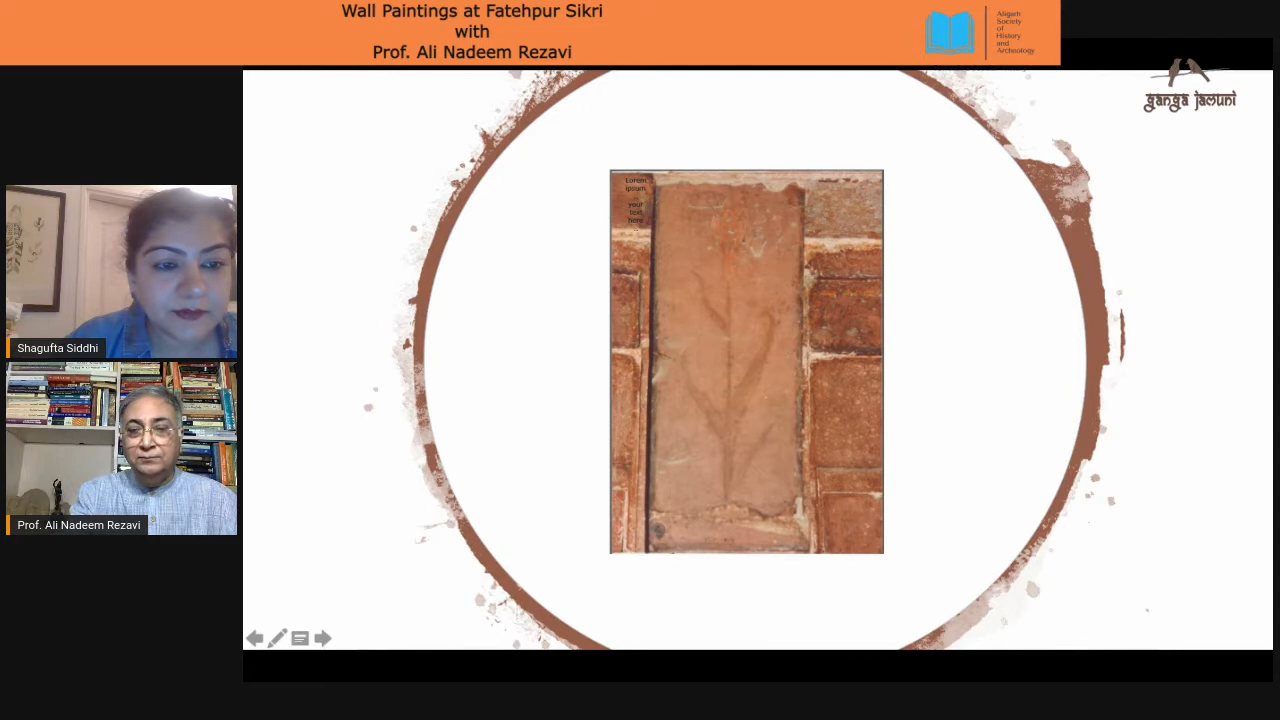 Wall Paintings at Fatehpur Sikri
with
Prof. Ali Nadeem Rezavi
Aligarh
Society
of
History
and
Archeology
ganga jamuni
Lorem
ipsum
your
text
here
Shagufta Siddhi
Prof. Ali Nadeem Rezavi